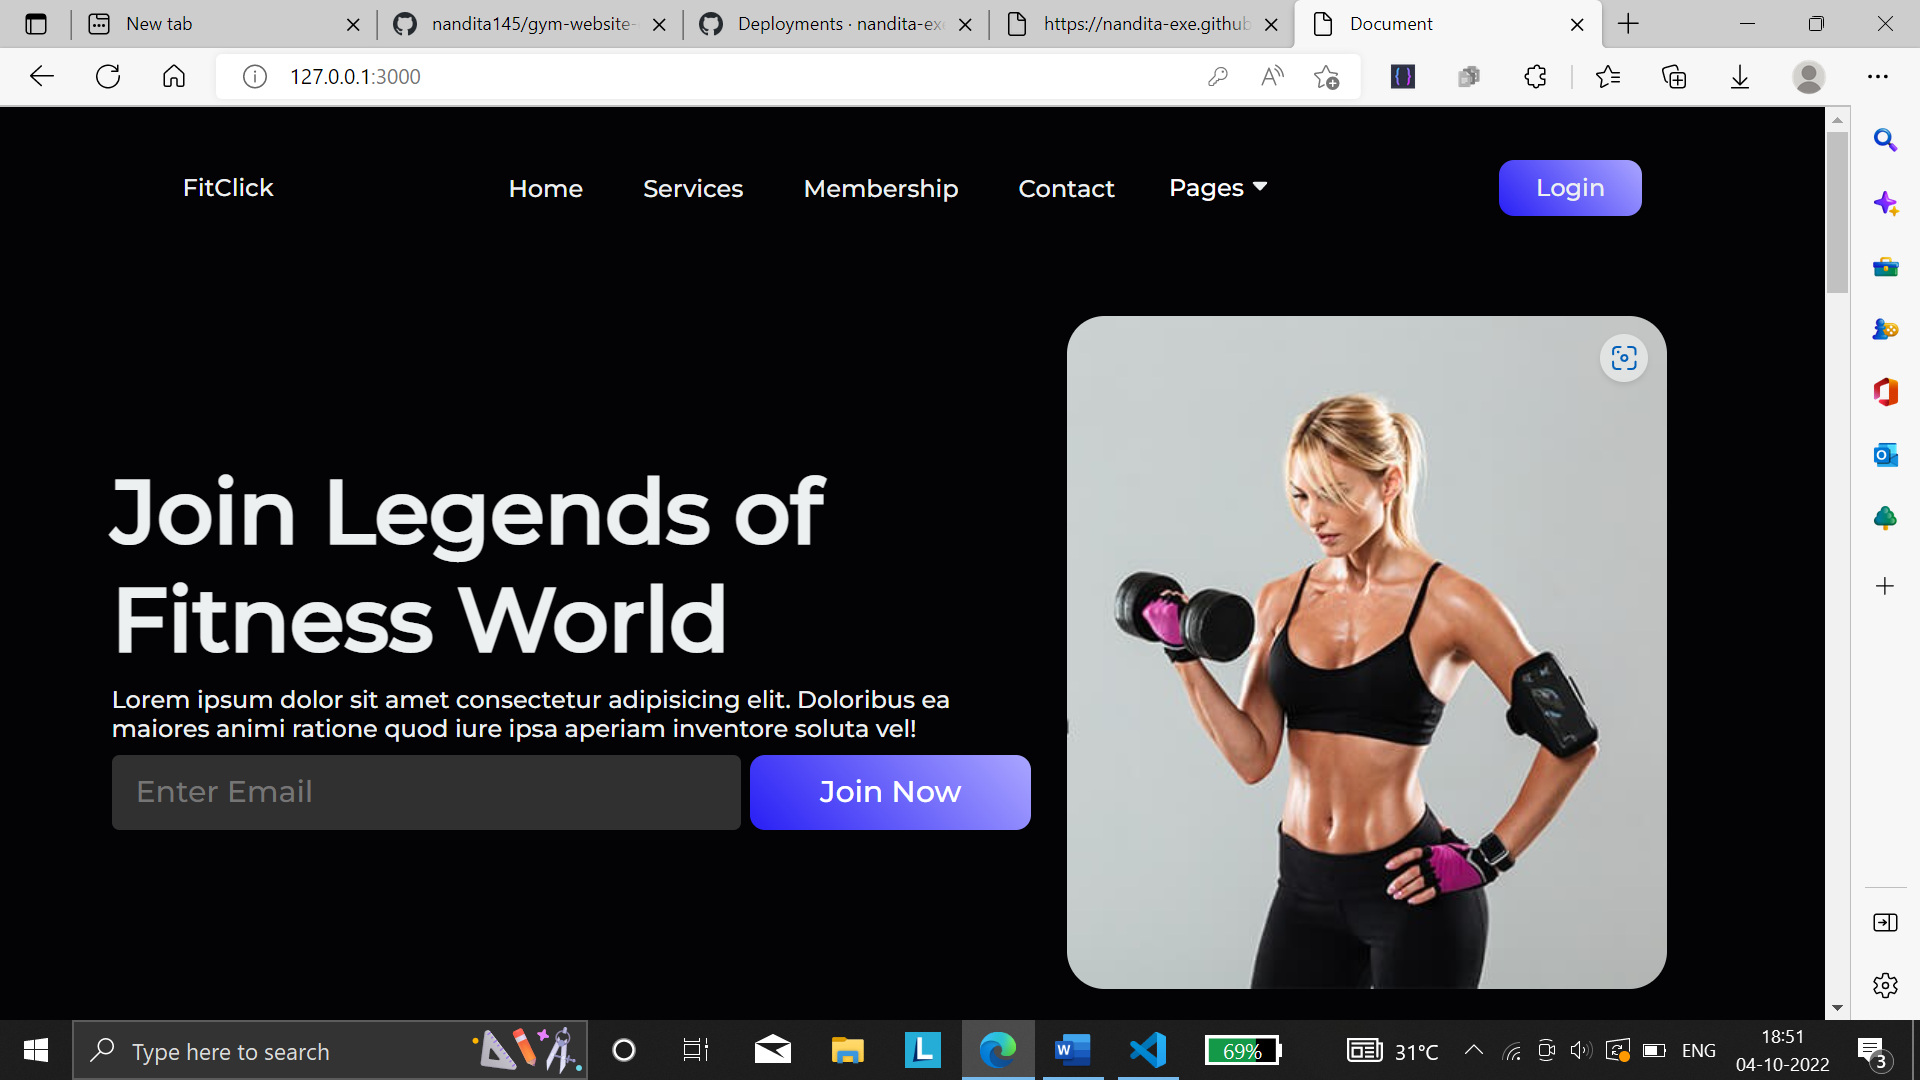 New tab
nandita145/gym-website-
Deployments · nandita-ex
https://nandita-exe.github
Document
127.0.0.1:3000
FitClick
Home
Services
Membership
Contact
Pages
Login
Join Legends of
Fitness World
Lorem ipsum dolor sit amet consectetur adipisicing elit. Doloribus ea
maiores animi ratione quod iure ipsa aperiam inventore soluta vel!
Enter Email
Join Now
Type here to search
L
W
69%
31°C
ENG
18:51
04-10-2022
3